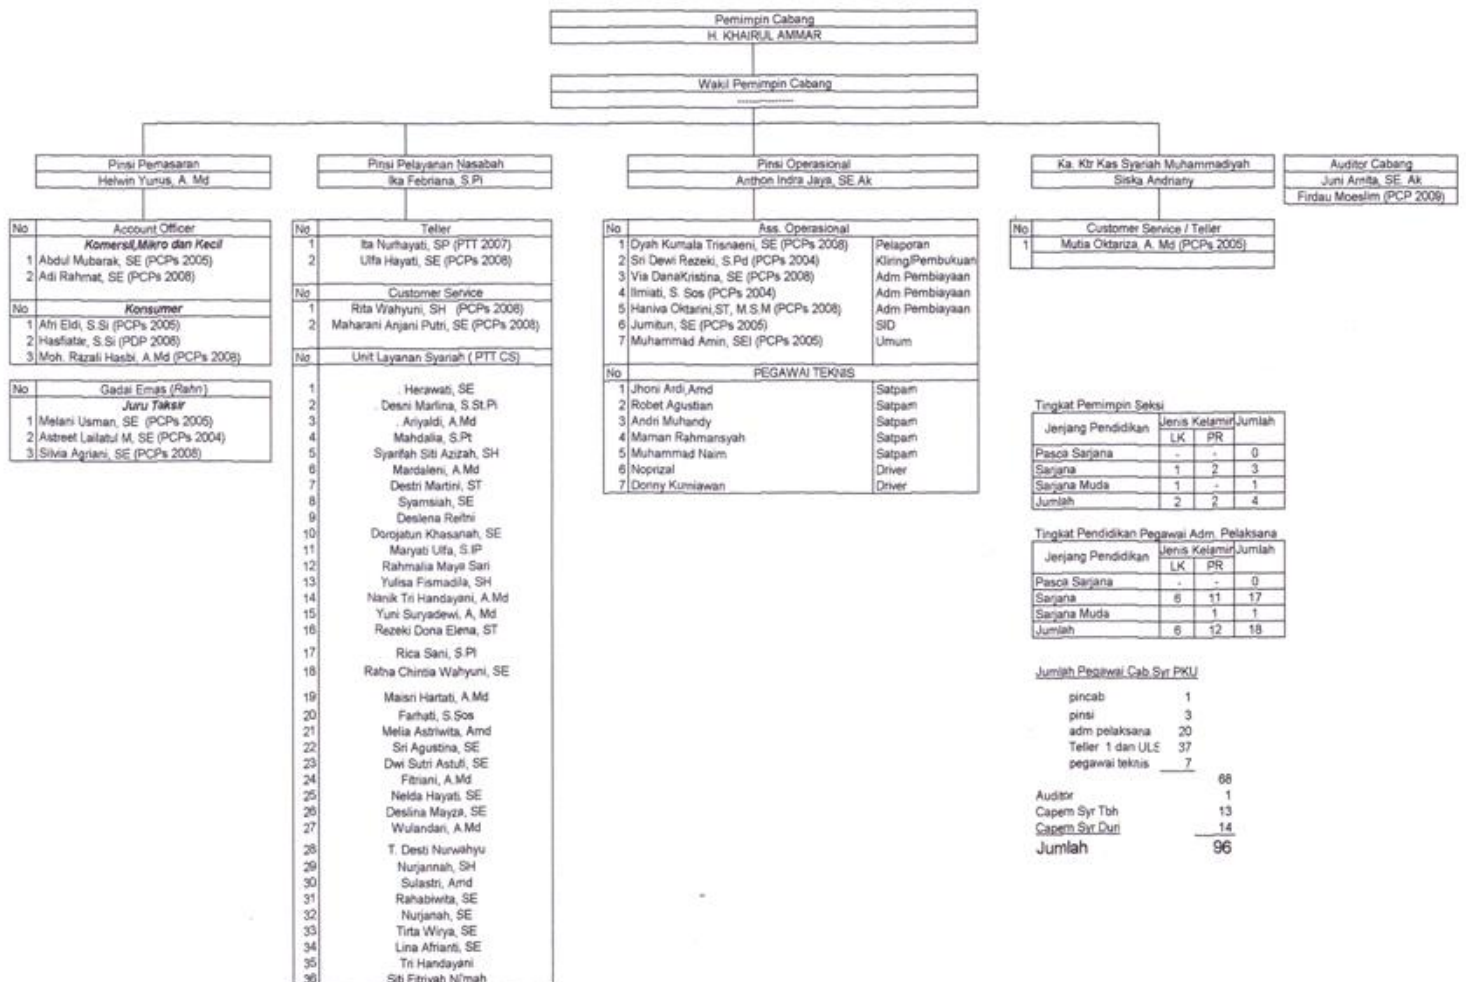 Pemimpin Cabang
H. KHAIRUL AMMAR
Wakil Pemimpin Cabang
---------------
Pinsi Pemasaran
Helwin Yunus, A. Md
Pinsi Pelayanan Nasabah
Ika Febriana, S.Pi
Pinsi Operasional
Anthon Indra Jaya, SE.Ak
Ka. Ktr Kas Syariah Muhammadiyah
Siska Andriany
Auditor Cabang
Juni Arnita, SE. Ak
Firdau Moeslim (PCP 2009)
No Account Officer
Komersil,Mikro dan Kecil
1 Abdul Mubarak, SE (PCPs 2005)
2 Adi Rahmat, SE (PCPs 2008)
No Konsumer
1 Afri Eldi, S.Si (PCPs 2005)
2 Hasfiatar, S.Si (PDP 2008)
3 Moh. Razali Hasbi, A.Md (PCPs 2008)
No Gadai Emas (Rahn)
Juru Taksir
1 Melani Usman, SE (PCPs 2005)
2 Astreet Lailatul M, SE (PCPs 2004)
3 Silvia Agriani, SE (PCPs 2008)
No Teller
1 Ita Nurhayati, SP (PTT 2007)
2 Ulfa Hayati, SE (PCPs 2008)
No Customer Service
1 Rita Wahyuni, SH (PCPs 2008)
2 Maharani Anjani Putri, SE (PCPs 2008)
No Unit Layanan Syariah ( PTT CS)
1 . Herawati, SE
2 . Desni Marlina, S.St.Pi
3 . Ariyaldi, A.Md
4 Mahdalia, S.Pt
5 Syarifah Siti Azizah, SH
6 Mardaleni, A.Md
7 Destri Martini, ST
8 Syamsiah, SE
9 Deslena
10 Dorojatun Khasanah, SE
11 Maryati Ulfa, S.IP
12 Rahmalia Maya Sari
13 Yulisa Fismadila, SH
14 Nanik Tri Handayani, A.Md
15 Yuni Suryadewi, A, Md
16 Rezeki Dona Elena, ST
17 Rica Sani, S.PI
18 Ratna Chintia Wahyuni, SE
19 Maisri Hartati, A.Md
20 Farhati, S.Sos
21 Melia Astriwita, Amd
22 Sri Agustina, SE
23 Dwi Sutri Astuti, SE
24 Fitriani, A.Md
25 Nelda Hayati, SE
26 Deslina Mayza, SE
27 Wulandari, A.Md
28 T. Desti Nurwahyu
29 Nurjannah, SH
30 Sulastri, Amd
31 Rahabiwita, SE
32 Nurjanah, SE
33 Tirta Wirya, SE
34 Lina Afrianti, SE
35 Tri Handayani
36 Siti Fitriyah Ni'mah
No Ass. Operasional
1 Dyah Kumala Trisnaeni, SE (PCPs 2008) Pelaporan
2 Sri Dewi Rezeki, S.Pd (PCPs 2004) Kliring/Pembukuan
3 Via DanaKristina, SE (PCPs 2008) Adm Pembiayaan
4 Ilmiati, S. Sos (PCPs 2004) Adm Pembiayaan
5 Haniva Oktarini,ST, M.S.M (PCPs 2008) Adm Pembiayaan
6 Jumitun, SE (PCPs 2005) SID
7 Muhammad Amin, SEI (PCPs 2005) Umum
No PEGAWAI TEKNIS
1 Jhoni Ardi,Amd Satpam
2 Robet Agustian Satpam
3 Andri Muhandy Satpam
4 Maman Rahmansyah Satpam
5 Muhammad Naim Satpam
6 Noprizal Driver
7 Donny Kurniawan Driver
No Customer Service / Teller
1 Mutia Oktariza, A. Md (PCPs 2005)
Tingkat Pemimpin Seksi
Jenjang Pendidikan Jenis Kelamin Jumlah
LK PR
Pasca Sarjana - - 0
Sarjana 1 2 3
Sarjana Muda 1 - 1
Jumlah 2 2 4
Tingkat Pendidikan Pegawai Adm. Pelaksana
Jenjang Pendidikan Jenis Kelamin Jumlah
LK PR
Pasca Sarjana - - 0
Sarjana 6 11 17
Sarjana Muda 1 1
Jumlah 6 12 18
Jumlah Pegawai Cab.Syr PKU
pincab 1
pinsi 3
adm pelaksana 20
Teller 1 dan ULS 37
pegawai teknis 7
68
Auditor 1
Capem Syr Tbh 13
Capem Syr Duri 14
Jumlah 96